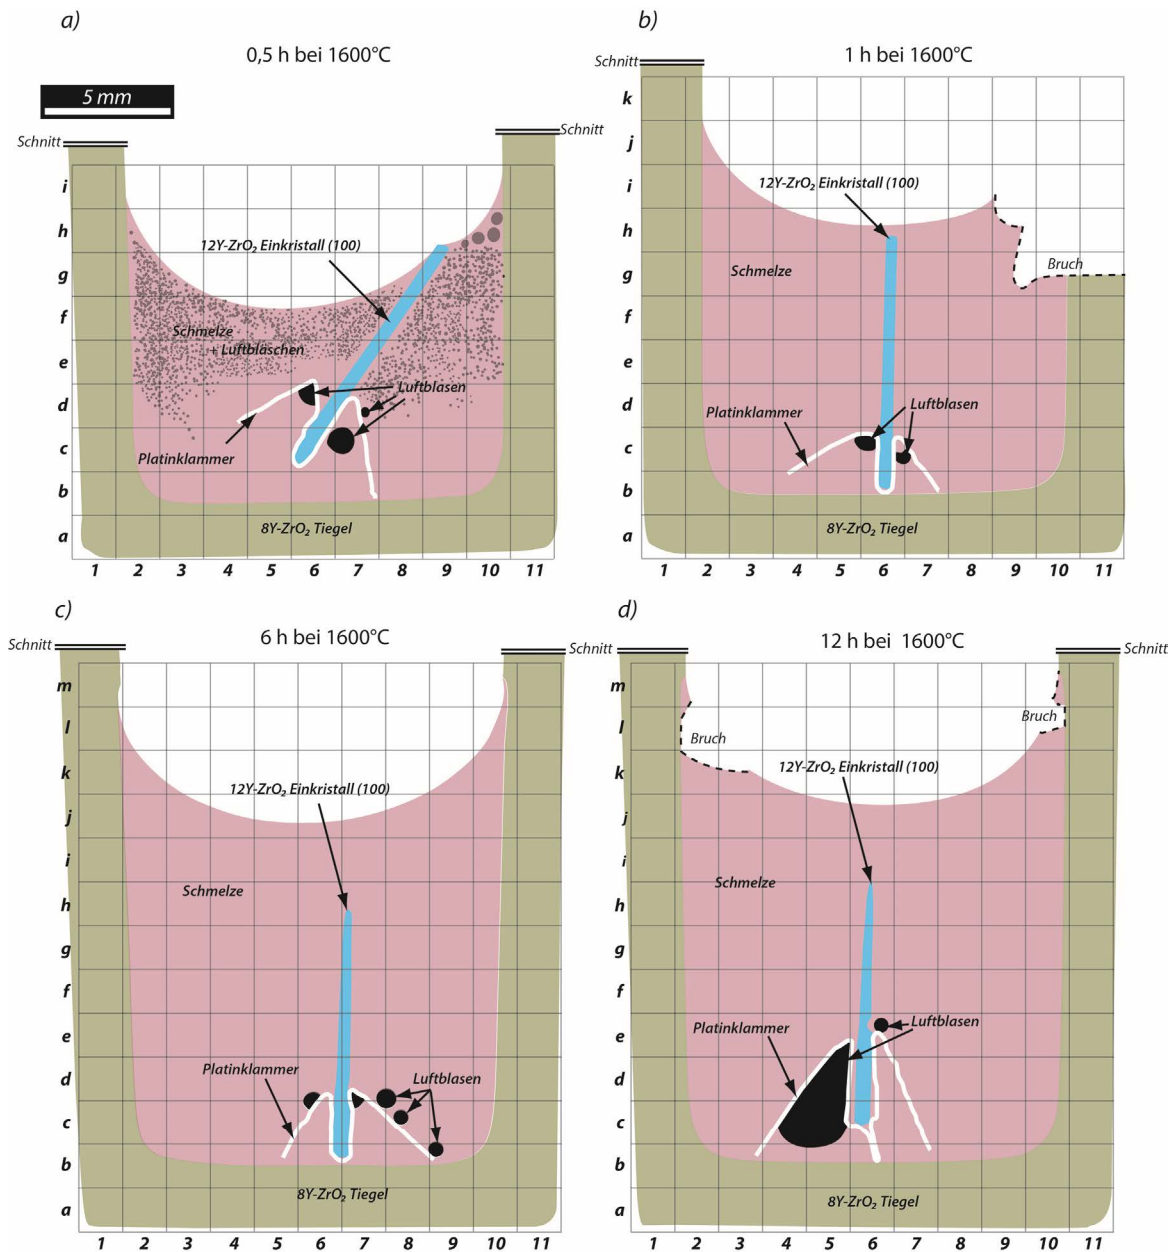 a)
0,5 h bei 1600°C
5 mm
Schnitt
Schnitt
i
h
g
f
e
d
c
b
a
12Y-ZrO₂ Einkristall (100)
Schmelze
+ Luftbläschen
Luftblasen
Platinklammer
8Y-ZrO₂ Tiegel
1 2 3 4 5 6 7 8 9 10 11
b)
1 h bei 1600°C
Schnitt
k
j
i
h
g
f
e
d
c
b
a
12Y-ZrO₂ Einkristall (100)
Schmelze
Bruch
Platinklammer
Luftblasen
8Y-ZrO₂ Tiegel
1 2 3 4 5 6 7 8 9 10 11
c)
6 h bei 1600°C
Schnitt
Schnitt
m
l
k
j
i
h
g
f
e
d
c
b
a
12Y-ZrO₂ Einkristall (100)
Schmelze
Platinklammer
Luftblasen
8Y-ZrO₂ Tiegel
1 2 3 4 5 6 7 8 9 10 11
d)
12 h bei 1600°C
Schnitt
m
l
k
j
i
h
g
f
e
d
c
b
a
Bruch
Bruch
12Y-ZrO₂ Einkristall (100)
Schmelze
Platinklammer
Luftblasen
8Y-ZrO₂ Tiegel
1 2 3 4 5 6 7 8 9 10 11